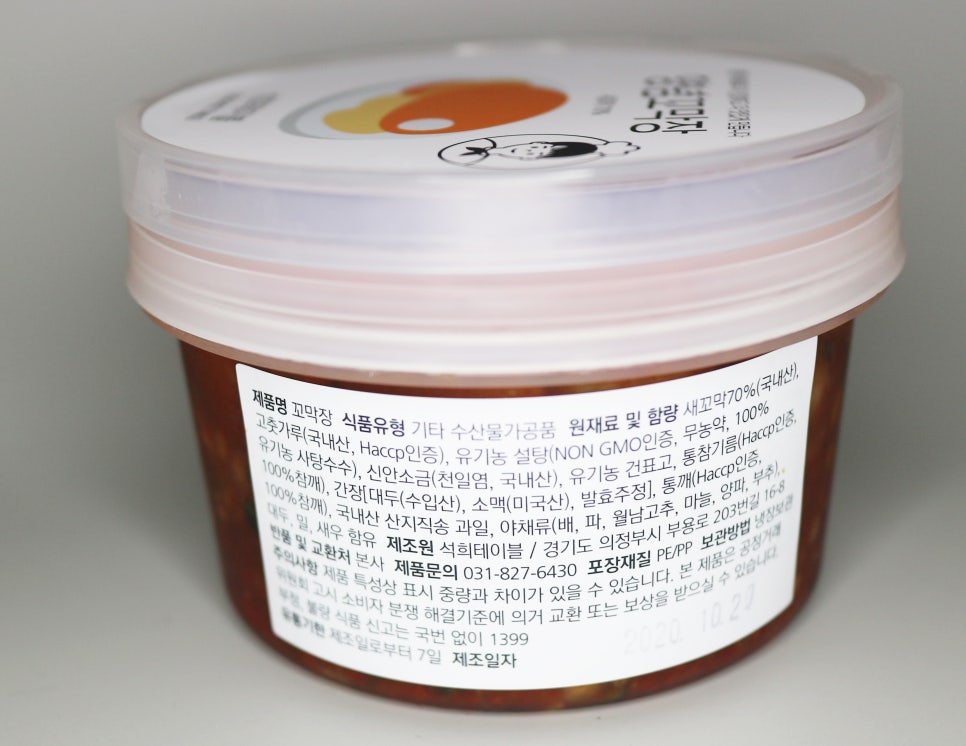 제품명 꼬막장 식품유형 기타 수산물가공품 원재료 및 함량 새꼬막70%(국내산),
고춧가루(국내산, Haccp인증), 유기농 설탕(NON GMO인증, 무농약, 100%
유기농 사탕수수), 신안소금(천일염, 국내산), 유기농 건표고, 통참기름(Haccp인증,
100%참깨), 간장[대두(수입산), 소맥(미국산), 발효주정], 통깨(Haccp인증,
100%참깨), 국내산 산지직송 과일, 야채류(배, 파, 월남고추, 마늘, 양파, 부추),
대두, 밀, 새우 함유 제조원 석희테이블 / 경기도 의정부시 부용로 203번길 16-8
반품 및 교환처 본사 제품문의 031-827-6430 포장재질 PE/PP 보관방법 냉장보관
주의사항 제품 특성상 표시 중량과 차이가 있을 수 있습니다. 본 제품은 공정거래
위원회 고시 소비자 분쟁 해결기준에 의거 교환 또는 보상을 받으실 수 있습니다.
부정, 불량 식품 신고는 국번 없이 1399
유통기한 제조일로부터 7일 제조일자 2020. 10.20